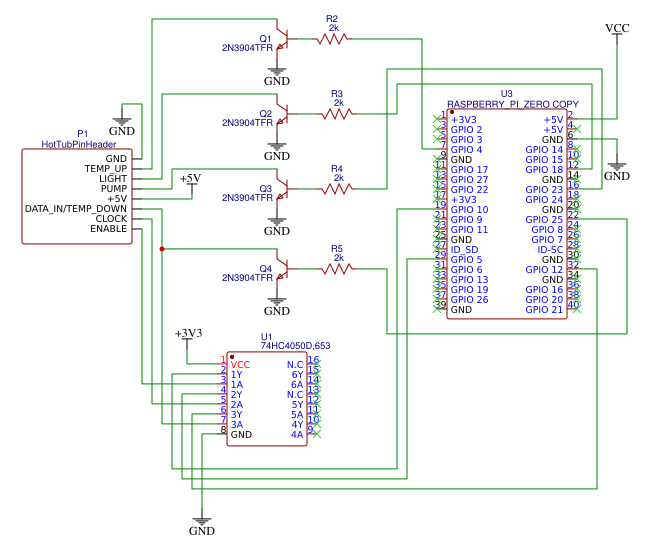 R2
2k
Q1
2N3904TFR
GND
VCC
R3
2k
Q2
2N3904TFR
GND
U3
RASPBERRY_PI_ZERO COPY
1 +3V3 +5V 2
3 GPIO 2 +5V 4
5 GPIO 3 GND 6
7 GPIO 4 GPIO 14 8
9 GND GPIO 15 10
11 GPIO 17 GPIO 18 12
13 GPIO 27 GND 14
15 GPIO 22 GPIO 23 16
17 +3V3 GPIO 24 18
19 GPIO 10 GND 20
21 GPIO 9 GPIO 25 22
23 GPIO 11 GPIO 8 24
25 GND GPIO 7 26
27 ID_SD ID-SC 28
29 GPIO 5 GND 30
31 GPIO 6 GPIO 12 32
33 GPIO 13 GND 34
35 GPIO 19 GPIO 16 36
37 GPIO 26 GPIO 20 38
39 GND GPIO 21 40
GND
GND
P1
HotTubPinHeader
GND
TEMP_UP
LIGHT
PUMP
+5V
DATA_IN/TEMP_DOWN
CLOCK
ENABLE
+5V
R4
2k
Q3
2N3904TFR
GND
R5
2k
Q4
2N3904TFR
GND
+3V3
U1
74HC4050D,653
1 VCC N.C 16
2 1Y 6Y 15
3 1A 6A 14
4 2Y N.C 13
5 2A 5Y 12
6 3Y 5A 11
7 3A 4Y 10
8 GND 4A 9
GND